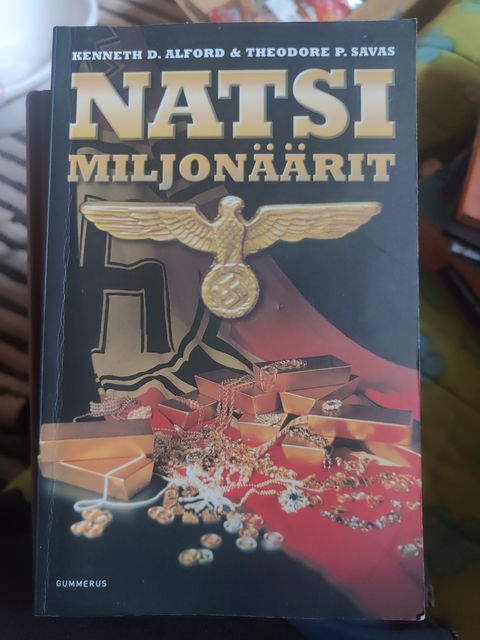 KENNETH D. ALFORD & THEODORE P. SAVAS
NATSI
MILJONÄÄRIT
GUMMERUS